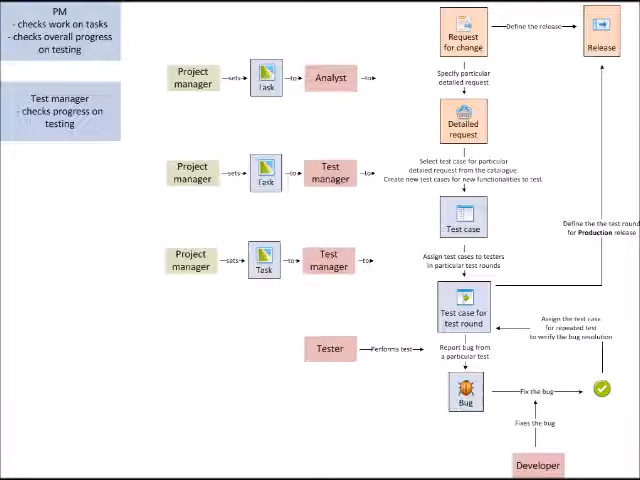 PM
- checks work on tasks
- checks overall progress
on testing
Test manager
- checks progress on
testing
Request
for change
Define the release
Release
Project
manager
sets
Task
to
Analyst
to
Specify particular
detailed request
Detailed
request
Project
manager
sets
Task
to
Test
manager
to
Select test case for particular
detailed request from the catalogue.
Create new test cases for new functionalities to test.
Test case
Define the the test round
for Production release
Project
manager
sets
Task
to
Test
manager
to
Assign test cases to testers
in particular test rounds
Test case for
test round
Assign the test case
for repeated test
to verify the bug resolution
Tester
Performs test
Report bug from
a particular test
Bug
Fix the bug
Fixes the bug
Developer